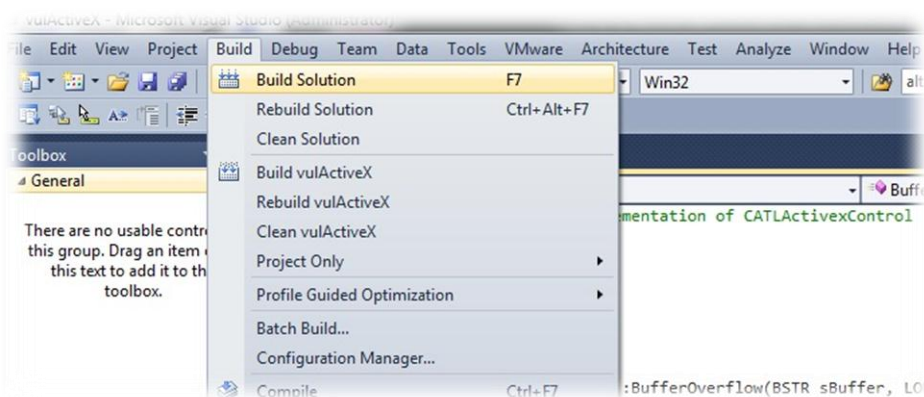 vulActiveX - Microsoft Visual Studio (Administrator)
File Edit View Project Build Debug Team Data Tools VMware Architecture Test Analyze Window Help
Build Solution F7
Win32
alt
Rebuild Solution Ctrl+Alt+F7
Clean Solution
Toolbox
General
Build vulActiveX
Rebuild vulActiveX
Buff
Clean vulActiveX
ementation of CATLActivexControl
There are no usable contr
this group. Drag an item
this text to add it to th
toolbox.
Project Only
Profile Guided Optimization
Batch Build...
Configuration Manager...
Compile Ctrl+F7
:BufferOverflow(BSTR sBuffer, LO